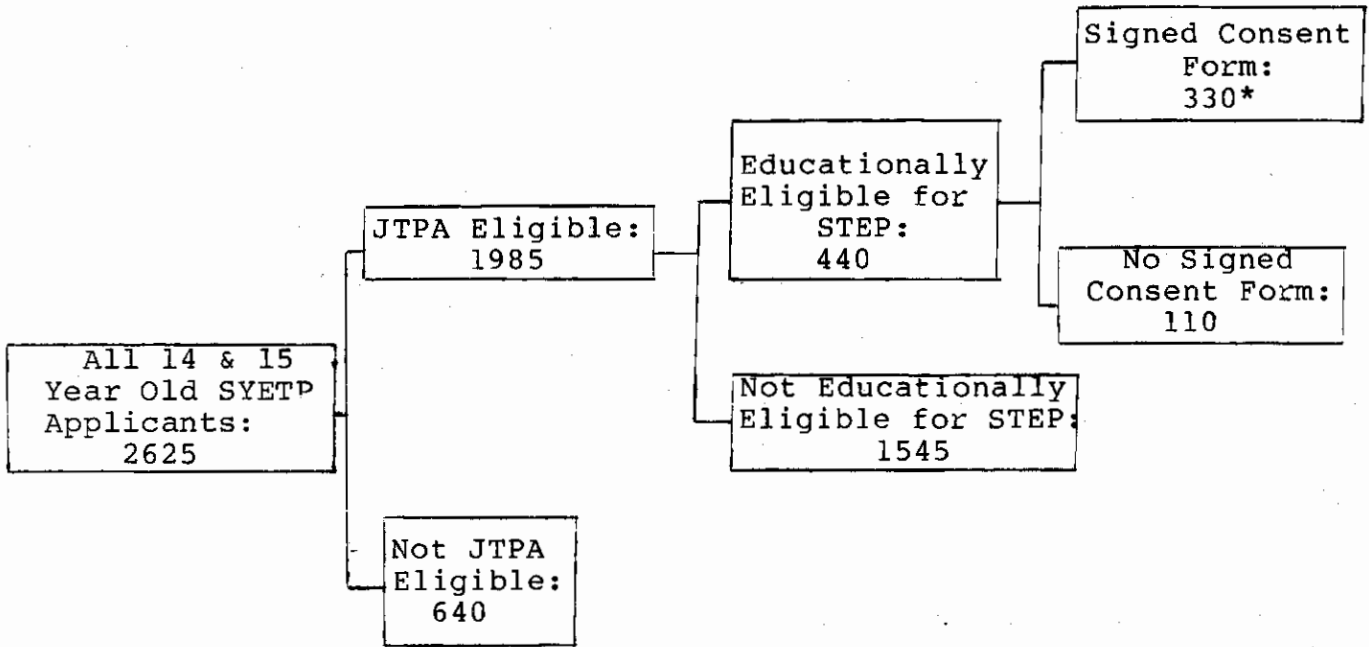 All 14 & 15
Year Old SYETP
Applicants:
2625
JTPA Eligible:
1985
Not JTPA
Eligible:
640
Educationally
Eligible for
STEP:
440
Not Educationally
Eligible for STEP:
1545
Signed Consent
Form:
330*
No Signed
Consent Form:
110